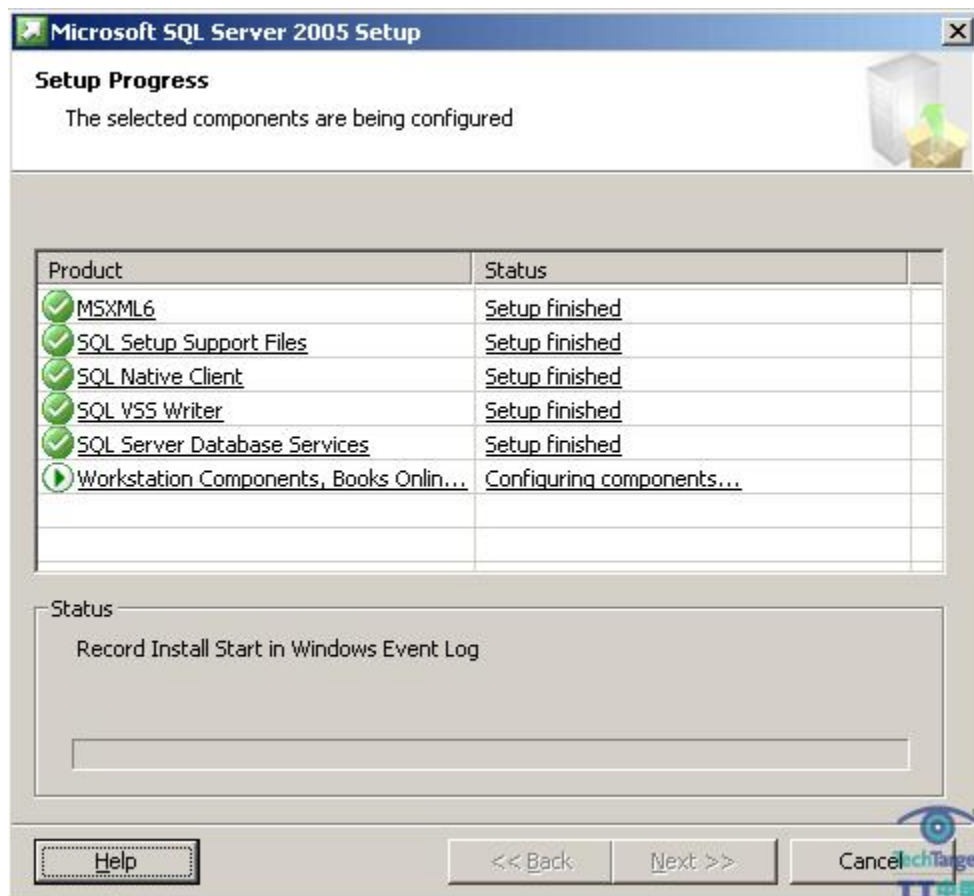 Microsoft SQL Server 2005 Setup
Setup Progress
The selected components are being configured
Product Status
MSXML6 Setup finished
SQL Setup Support Files Setup finished
SQL Native Client Setup finished
SQL VSS Writer Setup finished
SQL Server Database Services Setup finished
Workstation Components, Books Onlin... Configuring components...
Status
Record Install Start in Windows Event Log
Help << Back Next >> Cancel
TechTarge
TT